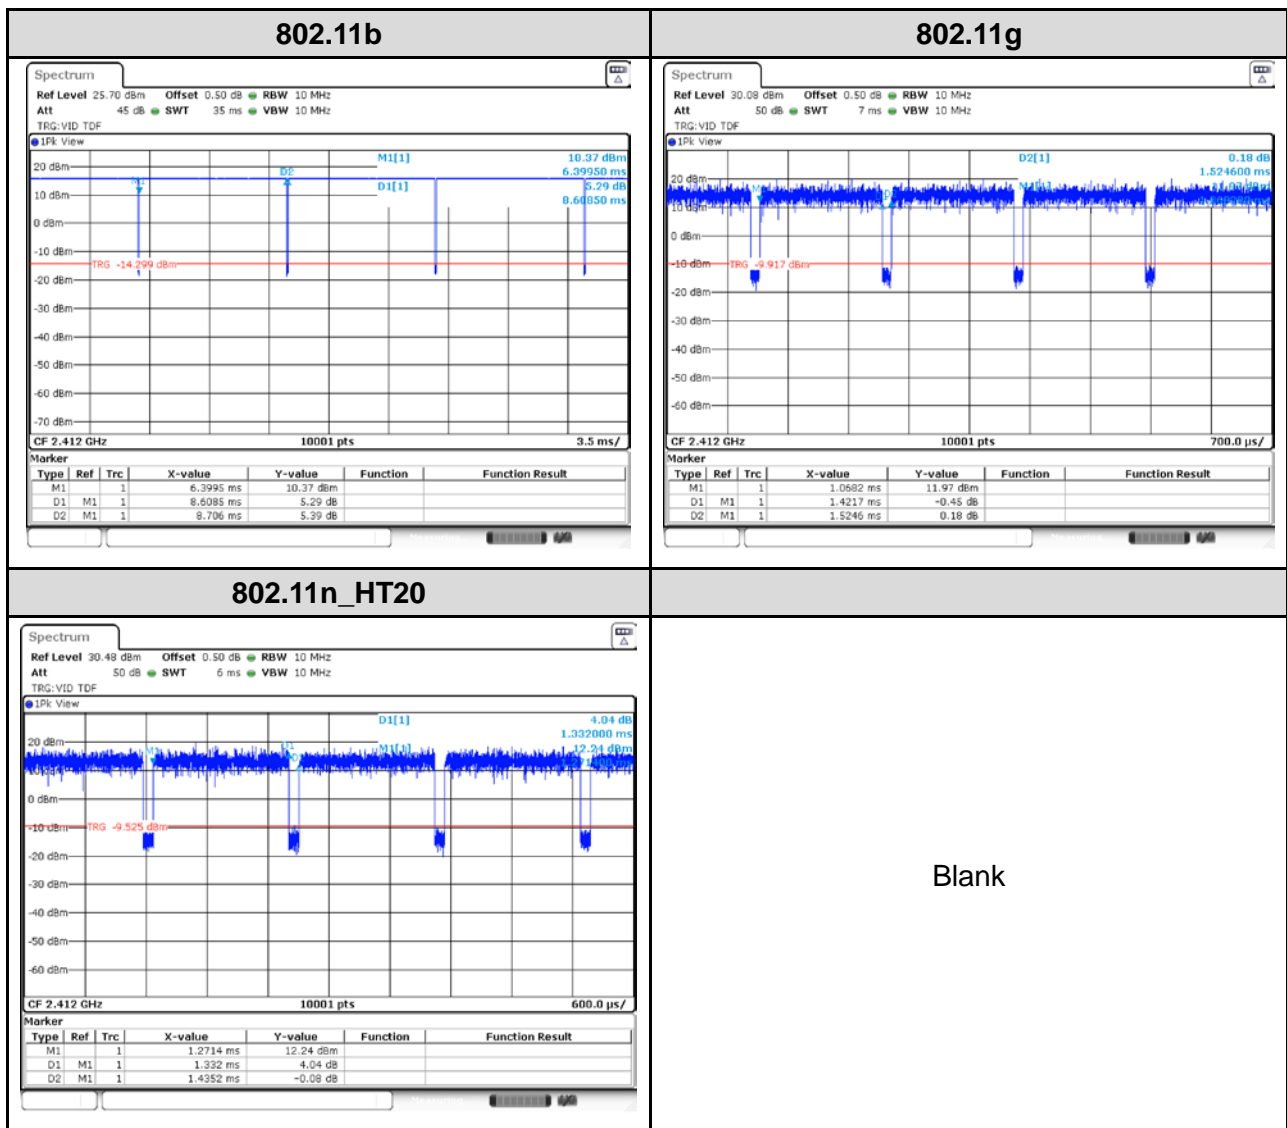 802.11b
Spectrum
Ref Level 25.70 dBm Offset 0.50 dB RBW 10 MHz
Att 45 dB SWT 35 ms VBW 10 MHz
TRG:VID TDF
1Pk View
M1[1] 10.37 dBm
6.39950 ms
D1[1] 5.29 dB
8.60850 ms
M1
D2
20 dBm
10 dBm
0 dBm
-10 dBm
TRG -14.299 dBm
-20 dBm
-30 dBm
-40 dBm
-50 dBm
-60 dBm
-70 dBm
CF 2.412 GHz 10001 pts 3.5 ms/
Marker
Type Ref Trc X-value Y-value Function Function Result
M1 1 6.3995 ms 10.37 dBm
D1 M1 1 8.6085 ms 5.29 dB
D2 M1 1 8.706 ms 5.39 dB
802.11g
Spectrum
Ref Level 30.08 dBm Offset 0.50 dB RBW 10 MHz
Att 50 dB SWT 7 ms VBW 10 MHz
TRG:VID TDF
1Pk View
D2[1] 0.18 dB
1.524600 ms
20 dBm
10 dBm
0 dBm
-10 dBm
TRG -9.917 dBm
-20 dBm
-30 dBm
-40 dBm
-50 dBm
-60 dBm
CF 2.412 GHz 10001 pts 700.0 µs/
Marker
Type Ref Trc X-value Y-value Function Function Result
M1 1 1.0682 ms 11.97 dBm
D1 M1 1 1.4217 ms -0.45 dB
D2 M1 1 1.5246 ms 0.18 dB
802.11n_HT20
Spectrum
Ref Level 30.48 dBm Offset 0.50 dB RBW 10 MHz
Att 50 dB SWT 6 ms VBW 10 MHz
TRG:VID TDF
1Pk View
D1[1] 4.04 dB
1.332000 ms
M1[1] 12.24 dBm
M1
20 dBm
0 dBm
-10 dBm
TRG -9.525 dBm
-20 dBm
-30 dBm
-40 dBm
-50 dBm
-60 dBm
CF 2.412 GHz 10001 pts 600.0 µs/
Marker
Type Ref Trc X-value Y-value Function Function Result
M1 1 1.2714 ms 12.24 dBm
D1 M1 1 1.332 ms 4.04 dB
D2 M1 1 1.4352 ms -0.08 dB
Blank